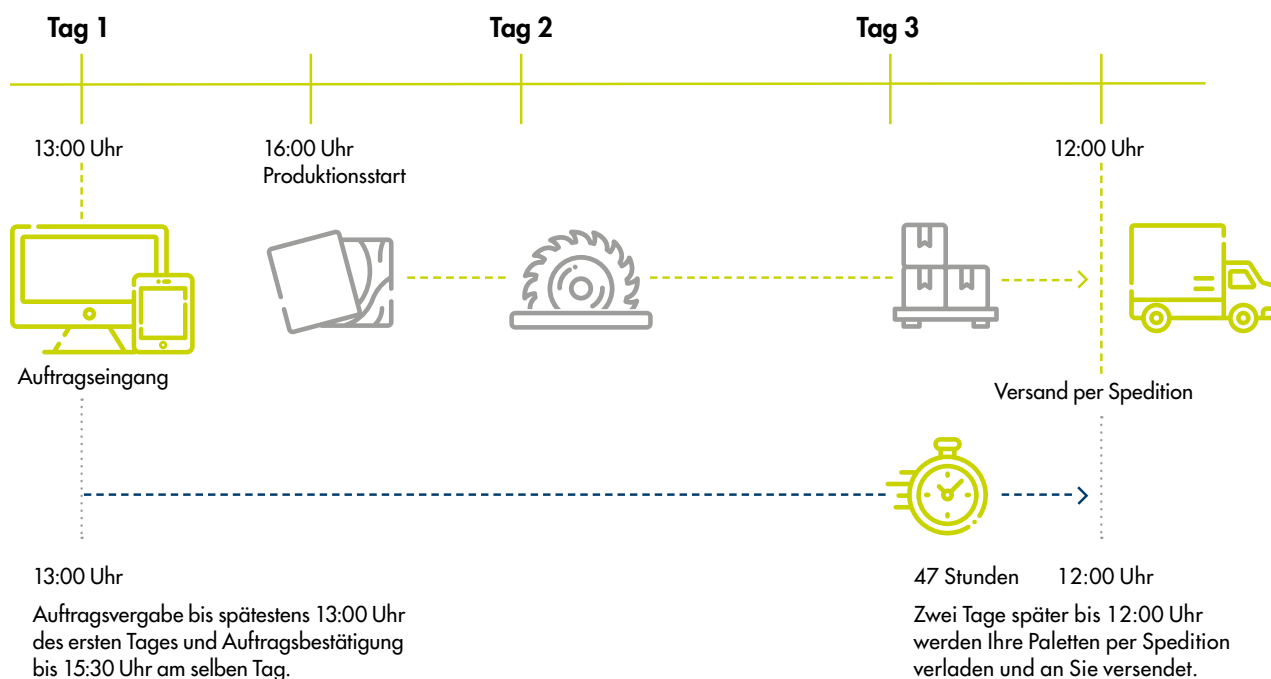 Tag 1
Tag 2
Tag 3
13:00 Uhr
16:00 Uhr
Produktionsstart
12:00 Uhr
Auftragseingang
Versand per Spedition
13:00 Uhr
Auftragsvergabe bis spätestens 13:00 Uhr
des ersten Tages und Auftragsbestätigung
bis 15:30 Uhr am selben Tag.
47 Stunden
12:00 Uhr
Zwei Tage später bis 12:00 Uhr
werden Ihre Paletten per Spedition
verladen und an Sie versendet.